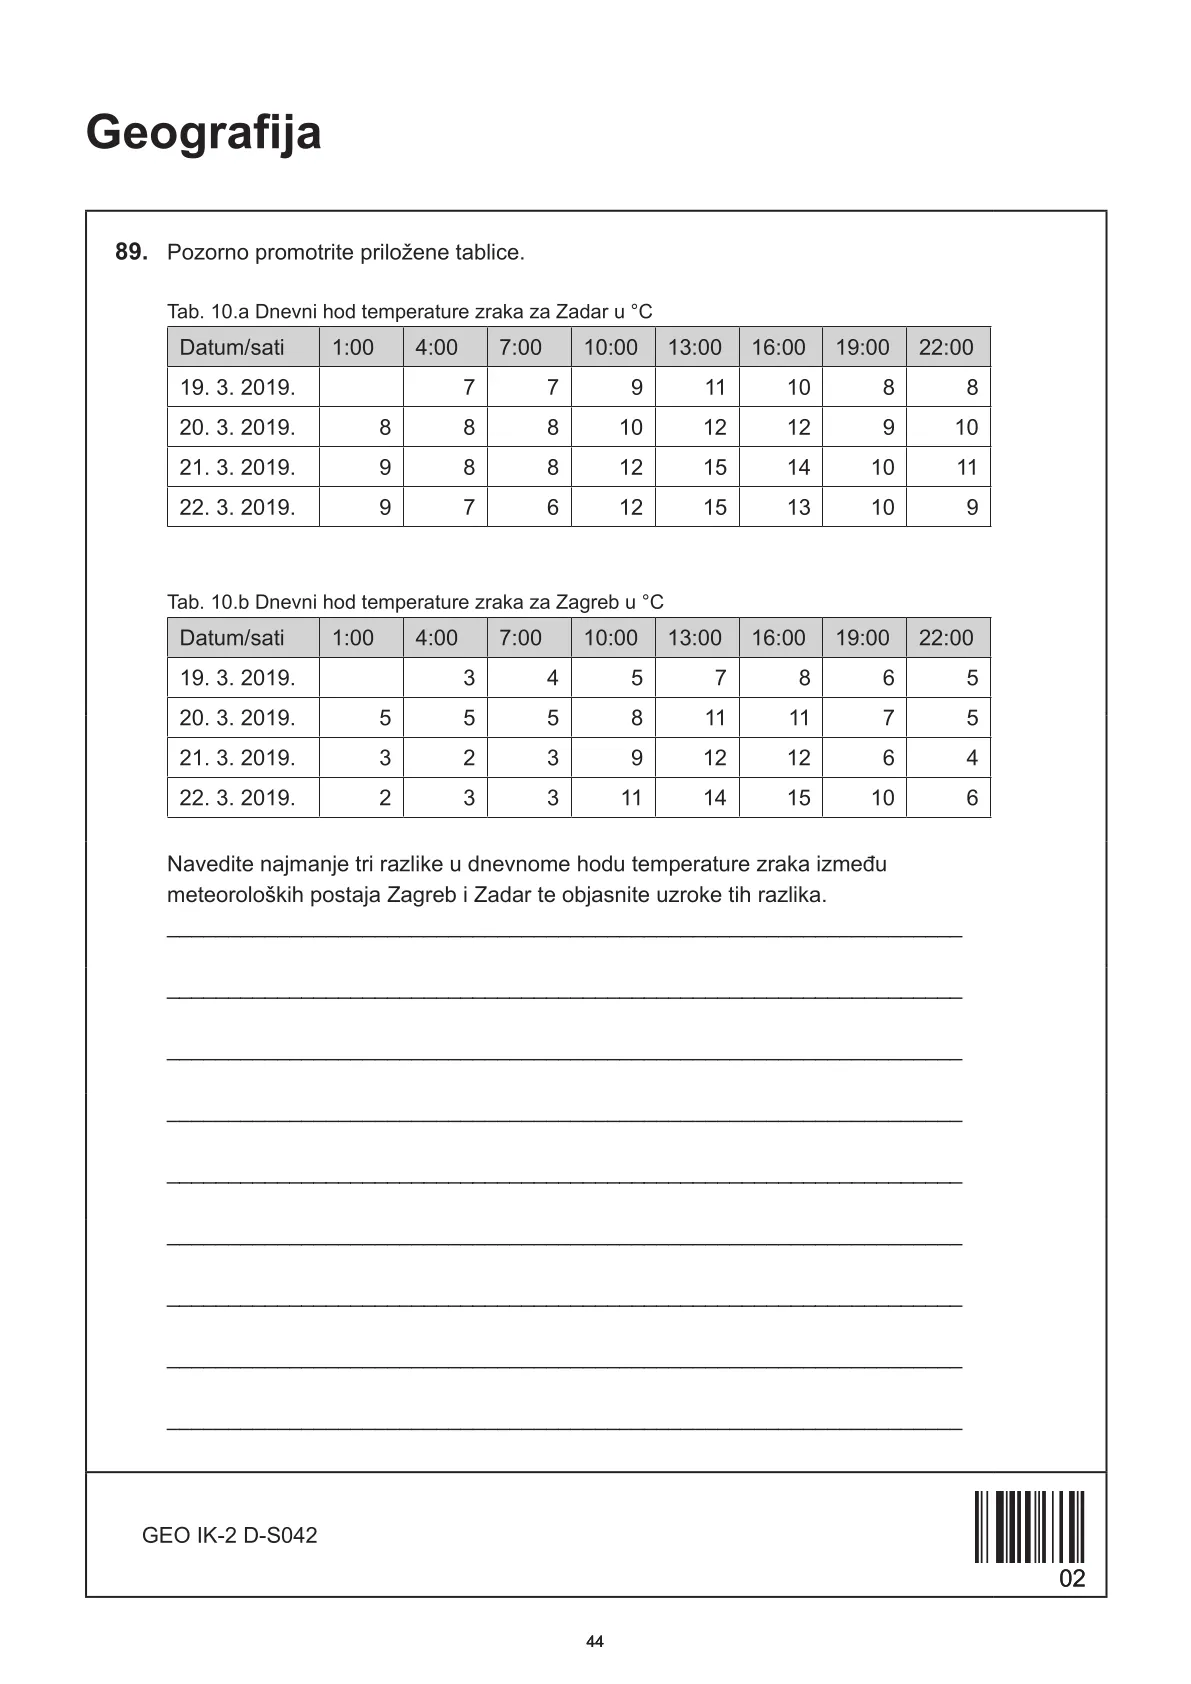 Geografija
89. Pozorno promotrite priložene tablice.
Tab. 10.a Dnevni hod temperature zraka za Zadar u °C
Datum/sati 1:00 4:00 7:00 10:00 13:00 16:00 19:00 22:00
19. 3. 2019. 7 7 9 11 10 8 8
20. 3. 2019. 8 8 8 10 12 12 9 10
21. 3. 2019. 9 8 8 12 15 14 10 11
22. 3. 2019. 9 7 6 12 15 13 10 9
Tab. 10.b Dnevni hod temperature zraka za Zagreb u °C
Datum/sati 1:00 4:00 7:00 10:00 13:00 16:00 19:00 22:00
19. 3. 2019. 3 4 5 7 8 6 5
20. 3. 2019. 5 5 5 8 11 11 7 5
21. 3. 2019. 3 2 3 9 12 12 6 4
22. 3. 2019. 2 3 3 11 14 15 10 6
Navedite najmanje tri razlike u dnevnome hodu temperature zraka između
meteoroloških postaja Zagreb i Zadar te objasnite uzroke tih razlika.
GEO IK-2 D-S042
02
44